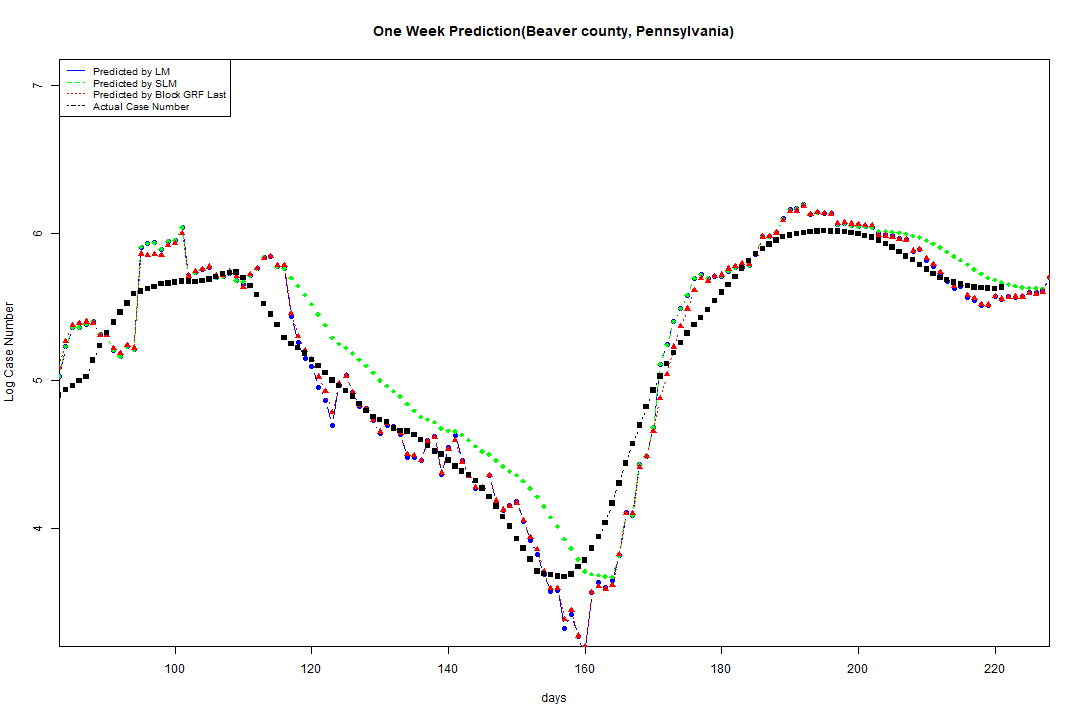 One Week Prediction(Beaver county, Pennsylvania)
Predicted by LM
Predicted by SLM
Predicted by Block GRF Last
Actual Case Number
7
6
5
4
Log Case Number
100 120 140 160 180 200 220
days